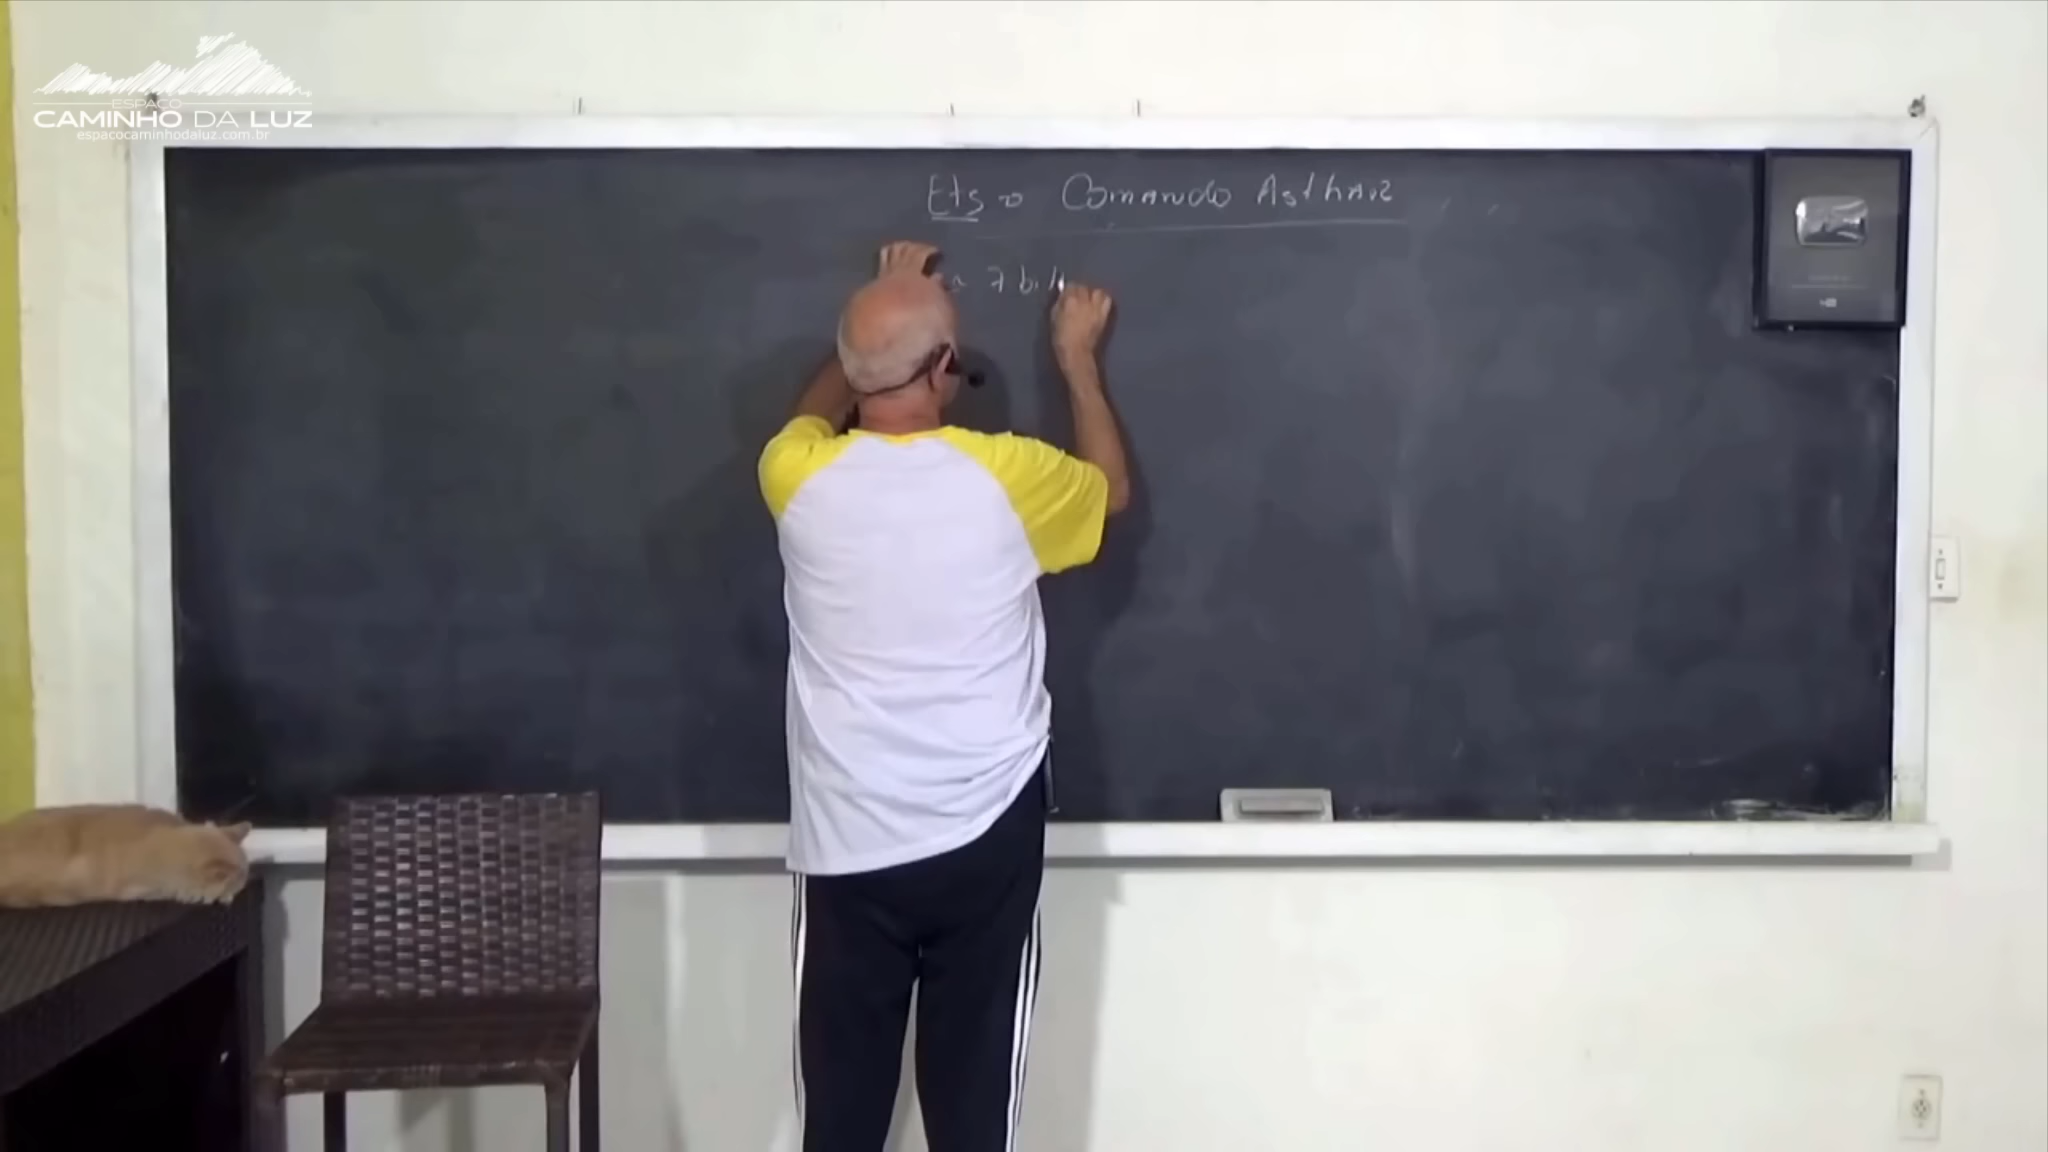 ESPAÇO
CAMINHO DA LUZ
espacocaminhodaluz.com.br
Ets → Comando Asthar
7 bil